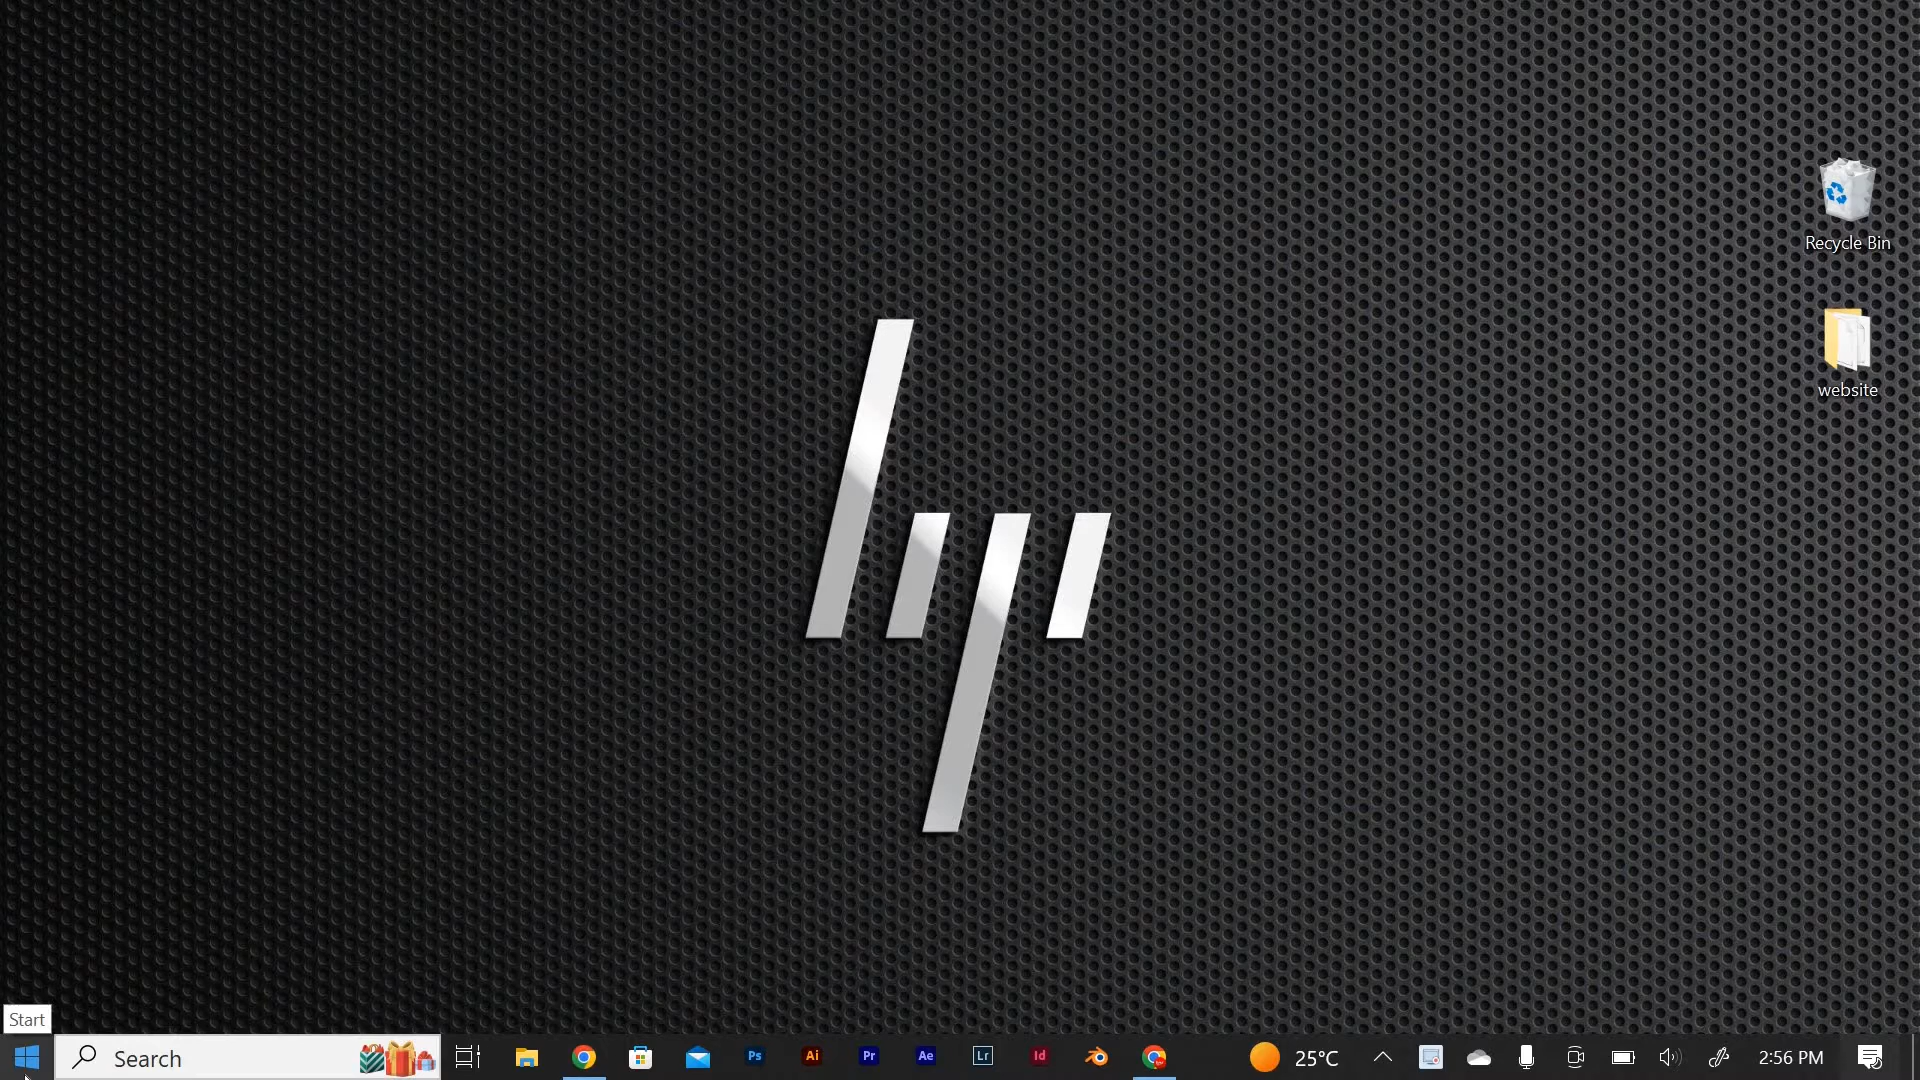 Recycle Bin
website
Start
Search
Ps
Ai
Pr
Ae
Lr
Id
25°C
2:56 PM